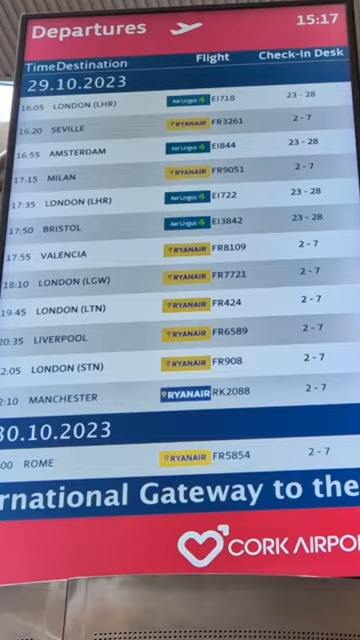 Departures 15:17
Time Destination Flight Check-In Desk
29.10.2023
16:05 LONDON (LHR) Aer Lingus EI718 23 - 28
16:20 SEVILLE RYANAIR FR3261 2 - 7
16:55 AMSTERDAM Aer Lingus EI844 23 - 28
17:15 MILAN RYANAIR FR9051 2 - 7
17:35 LONDON (LHR) Aer Lingus EI722 23 - 28
17:50 BRISTOL Aer Lingus EI3842 23 - 28
17:55 VALENCIA RYANAIR FR8109 2 - 7
18:10 LONDON (LGW) RYANAIR FR7721 2 - 7
19:45 LONDON (LTN) RYANAIR FR424 2 - 7
20:35 LIVERPOOL RYANAIR FR6589 2 - 7
2:05 LONDON (STN) RYANAIR FR908 2 - 7
2:10 MANCHESTER RYANAIR RK2088 2 - 7
30.10.2023
00 ROME RYANAIR FR5854 2 - 7
rnational Gateway to the
CORK AIRPO